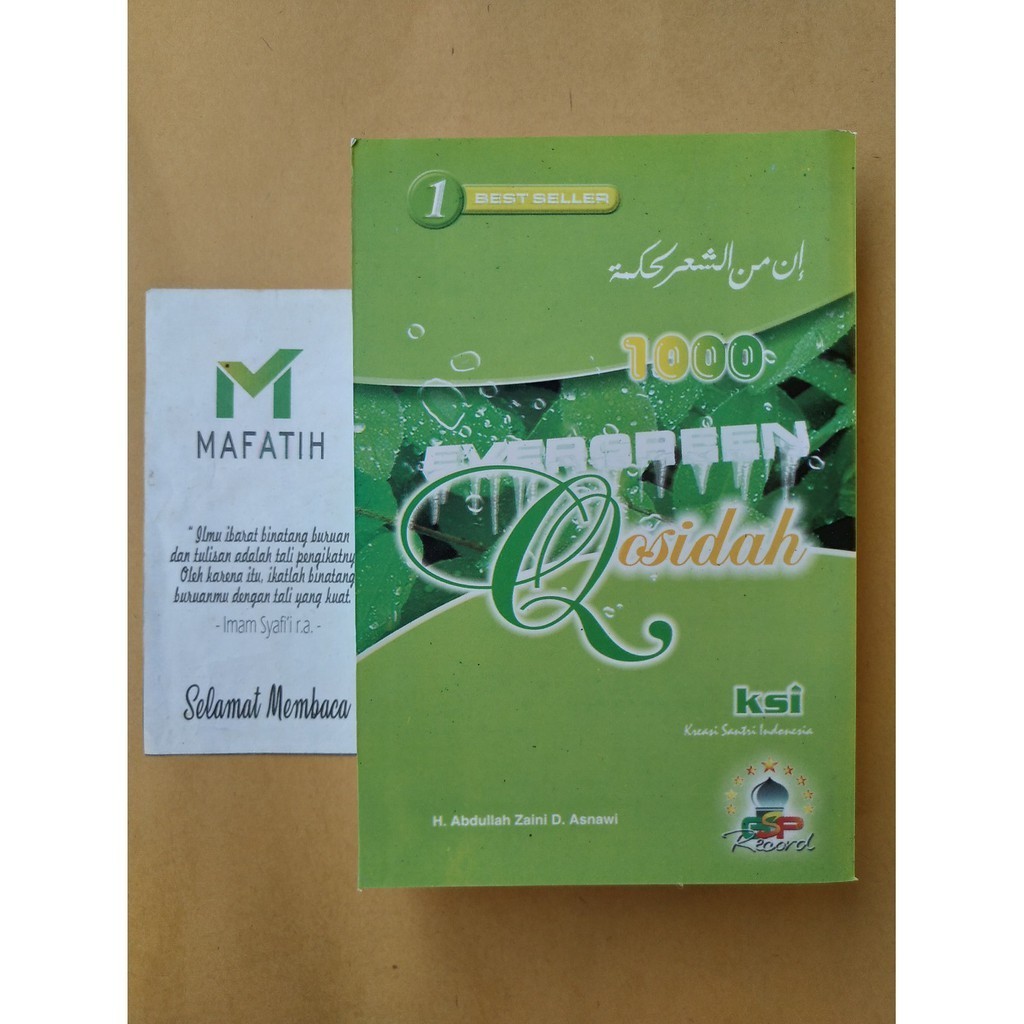 1 BEST SELLER
إن من الشعر لحكمة
1000
EVERGREEN
Qosidah
ksi
Kreasi Santri Indonesia
GSP
Record
H. Abdullah Zaini D. Asnawi
MAFATIH
" Ilmu ibarat binatang buruan
dan tulisan adalah tali pengikatny
Oleh karena itu, ikatlah binatang
buruanmu dengan tali yang kuat.
- Imam Syafi'i r.a. -
Selamat Membaca